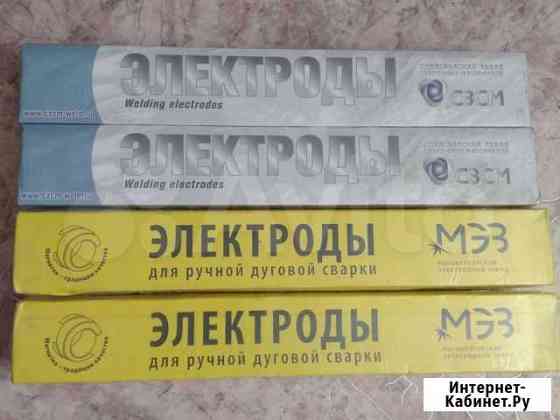 ЭЛЕКТРОДЫ
Welding electrodes
СЗСМ
ЭЛЕКТРОДЫ
Welding electrodes
СЗСМ
ЭЛЕКТРОДЫ
для ручной дуговой сварки
МЭЗ
ЭЛЕКТРОДЫ
для ручной дуговой сварки
МЭЗ
Avito
Интернет-
Кабинет.Ру